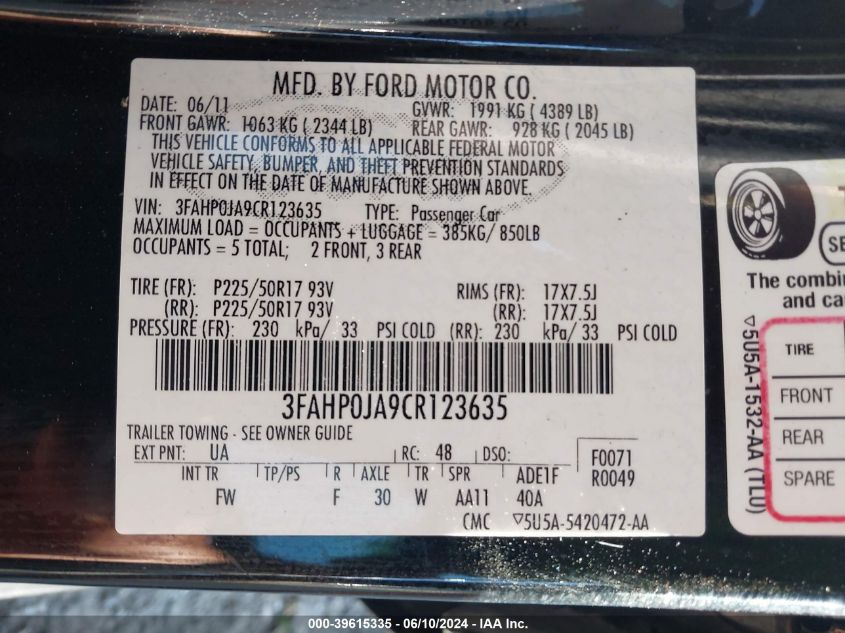 MFD. BY FORD MOTOR CO.
DATE: 06/11
GVWR: 1991 KG ( 4389 LB)
FRONT GAWR: 1063 KG ( 2344 LB)
REAR GAWR: 928 KG ( 2045 LB)
THIS VEHICLE CONFORMS TO ALL APPLICABLE FEDERAL MOTOR
VEHICLE SAFETY, BUMPER, AND THEFT PREVENTION STANDARDS
IN EFFECT ON THE DATE OF MANUFACTURE SHOWN ABOVE.
VIN: 3FAHP0JA9CR123635 TYPE: Passenger Car
MAXIMUM LOAD = OCCUPANTS + LUGGAGE = 385KG/ 850LB
OCCUPANTS = 5 TOTAL; 2 FRONT, 3 REAR
TIRE (FR): P225/50R17 93V RIMS (FR): 17X7.5J
(RR): P225/50R17 93V (RR): 17X7.5J
PRESSURE (FR): 230 kPa/ 33 PSI COLD (RR): 230 kPa/ 33 PSI COLD
3FAHP0JA9CR123635
TRAILER TOWING - SEE OWNER GUIDE
EXT PNT: UA RC: 48 DSO: F0071
R0049
INT TR TP/PS R AXLE TR SPR ADE1F
FW F 30 W AA11 40A
CMC ▽5U5A-5420472-AA
SE
The combin
and ca
▽5U5A-1532-AA (TLU)
TIRE
FRONT
REAR
SPARE
000-39615335 - 06/10/2024 - IAA Inc.